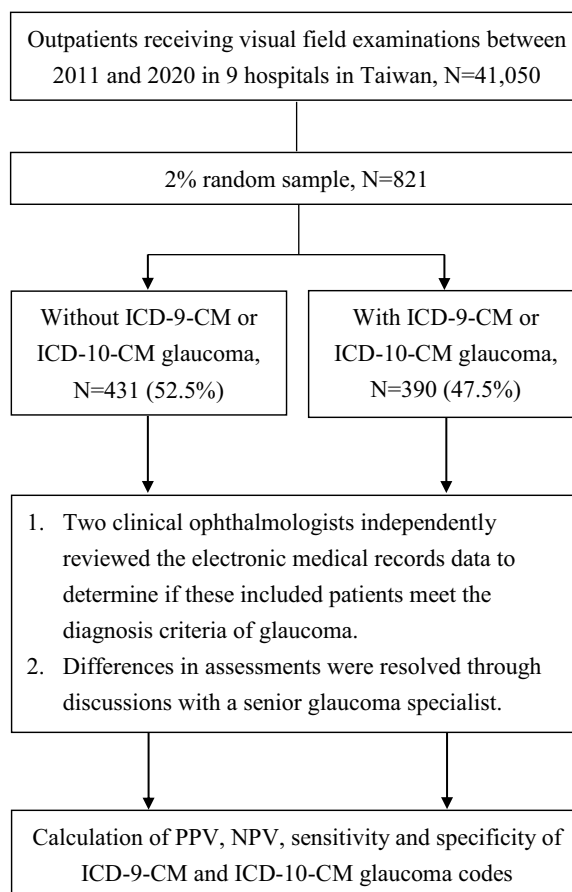 Outpatients receiving visual field examinations between
2011 and 2020 in 9 hospitals in Taiwan, N=41,050
2% random sample, N=821
Without ICD-9-CM or
ICD-10-CM glaucoma,
N=431 (52.5%)
With ICD-9-CM or
ICD-10-CM glaucoma,
N=390 (47.5%)
1. Two clinical ophthalmologists independently
reviewed the electronic medical records data to
determine if these included patients meet the
diagnosis criteria of glaucoma.
2. Differences in assessments were resolved through
discussions with a senior glaucoma specialist.
Calculation of PPV, NPV, sensitivity and specificity of
ICD-9-CM and ICD-10-CM glaucoma codes